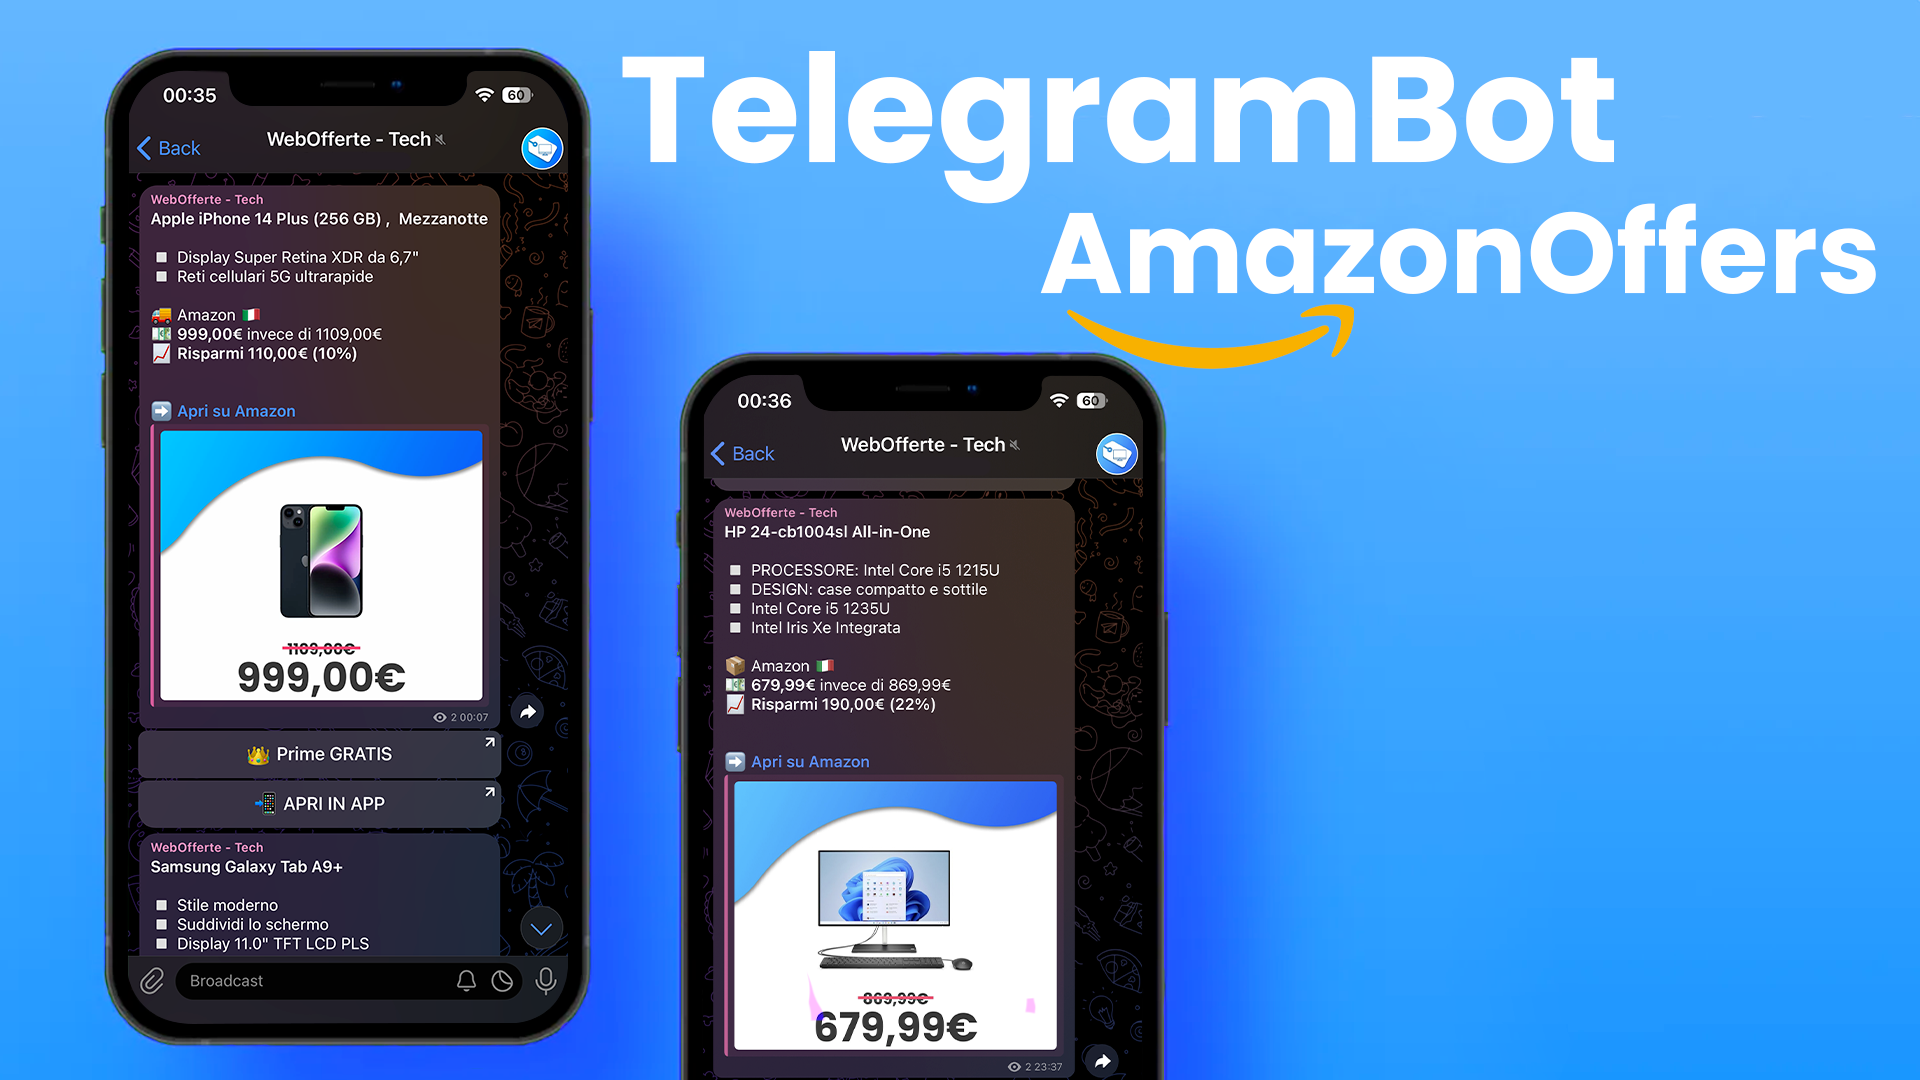 TelegramBot
AmazonOffers
00:35
60
Back
WebOfferte - Tech
WebOfferte - Tech
Apple iPhone 14 Plus (256 GB) , Mezzanotte
Display Super Retina XDR da 6,7"
Reti cellulari 5G ultrarapide
Amazon
999,00€ invece di 1109,00€
Risparmi 110,00€ (10%)
Apri su Amazon
1109,00€
999,00€
2 00:07
Prime GRATIS
APRI IN APP
WebOfferte - Tech
Samsung Galaxy Tab A9+
Stile moderno
Suddividi lo schermo
Display 11.0" TFT LCD PLS
Broadcast
00:36
60
Back
WebOfferte - Tech
WebOfferte - Tech
HP 24-cb1004sl All-in-One
PROCESSORE: Intel Core i5 1215U
DESIGN: case compatto e sottile
Intel Core i5 1235U
Intel Iris Xe Integrata
Amazon
679,99€ invece di 869,99€
Risparmi 190,00€ (22%)
Apri su Amazon
869,99€
679,99€
2 23:37